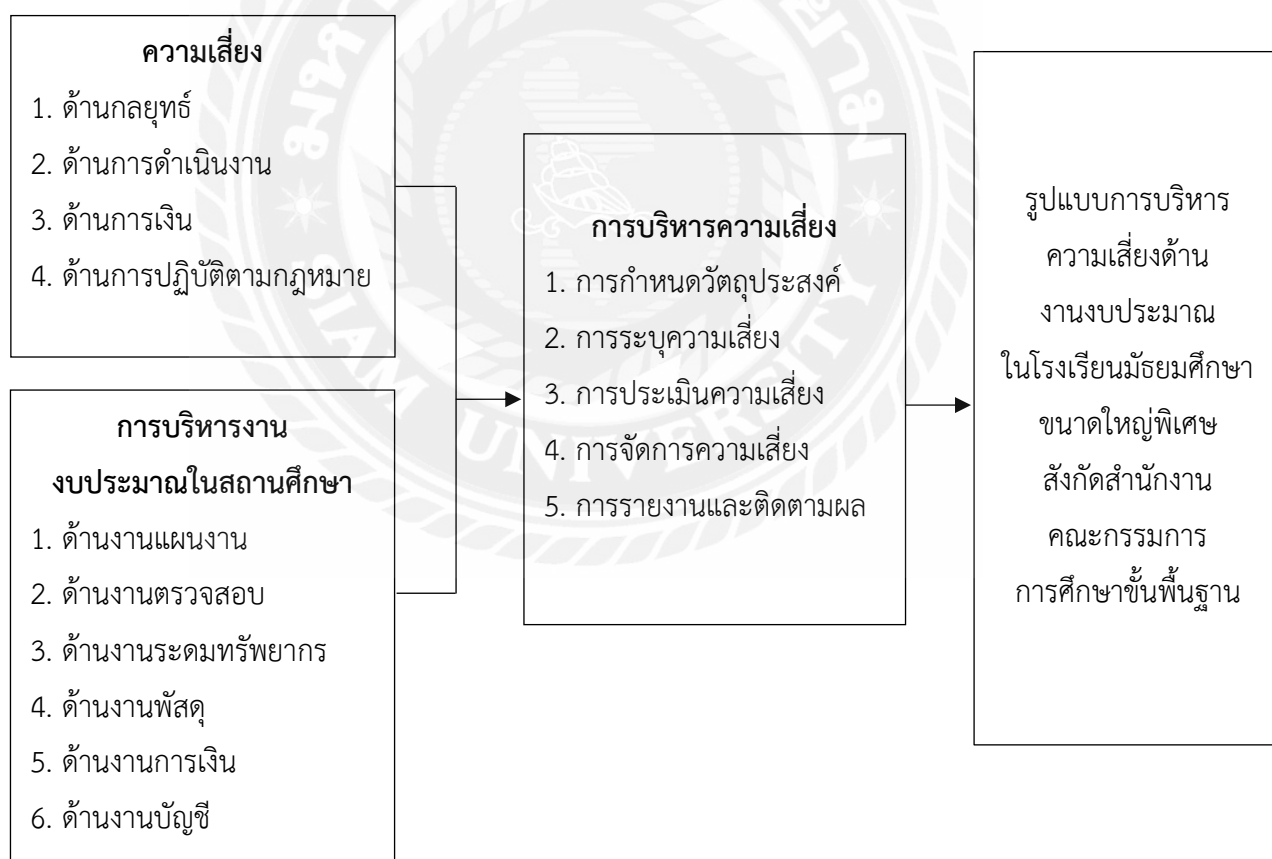 ความเสี่ยง
1. ด้านกลยุทธ์
2. ด้านการดำเนินงาน
3. ด้านการเงิน
4. ด้านการปฏิบัติตามกฎหมาย
การบริหารงาน
งบประมาณในสถานศึกษา
1. ด้านงานแผนงาน
2. ด้านงานตรวจสอบ
3. ด้านงานระดมทรัพยากร
4. ด้านงานพัสดุ
5. ด้านงานการเงิน
6. ด้านงานบัญชี
การบริหารความเสี่ยง
1. การกำหนดวัตถุประสงค์
2. การระบุความเสี่ยง
3. การประเมินความเสี่ยง
4. การจัดการความเสี่ยง
5. การรายงานและติดตามผล
รูปแบบการบริหาร
ความเสี่ยงด้าน
งานงบประมาณ
ในโรงเรียนมัธยมศึกษา
ขนาดใหญ่พิเศษ
สังกัดสำนักงาน
คณะกรรมการ
การศึกษาขั้นพื้นฐาน
SIAM UNIVERSITY